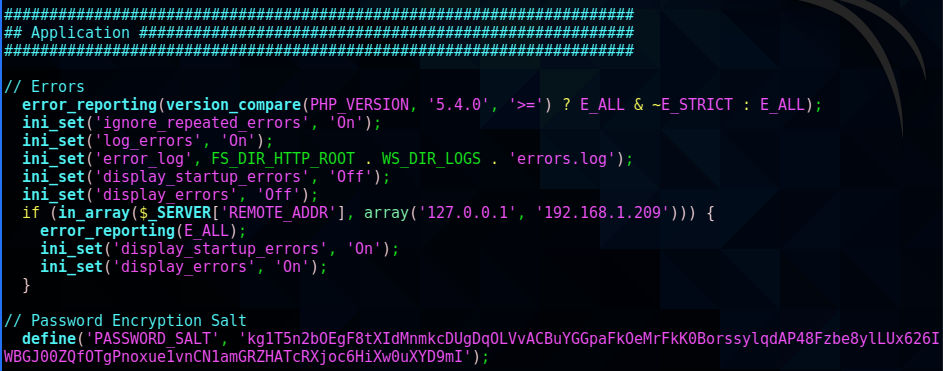 ######################################################################
## Application #######################################################
######################################################################
// Errors
error_reporting(version_compare(PHP_VERSION, '5.4.0', '>=') ? E_ALL & ~E_STRICT : E_ALL);
ini_set('ignore_repeated_errors', 'On');
ini_set('log_errors', 'On');
ini_set('error_log', FS_DIR_HTTP_ROOT . WS_DIR_LOGS . 'errors.log');
ini_set('display_startup_errors', 'Off');
ini_set('display_errors', 'Off');
if (in_array($_SERVER['REMOTE_ADDR'], array('127.0.0.1', '192.168.1.209'))) {
error_reporting(E_ALL);
ini_set('display_startup_errors', 'On');
ini_set('display_errors', 'On');
}
// Password Encryption Salt
define('PASSWORD_SALT', 'kg1T5n2bOEgF8tXIdMnmkcDUgDqOLVvACBuYGGpaFkOeMrFkK0BorssylqdAP48Fzbe8ylLUx626I
WBGJ00ZQfOTgPnoxue1vnCN1amGRZHATcRXjoc6HiXw0uXYD9mI');